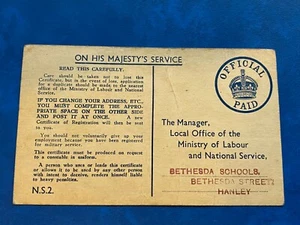 ON HIS MAJESTY'S SERVICE
READ THIS CAREFULLY.
Care should be taken not to lose this
Certificate, but in the event of loss, application
for a duplicate should be made to the nearest
office of the Ministry of Labour and National
Service.
IF YOU CHANGE YOUR ADDRESS, ETC.,
YOU MUST COMPLETE THE APPRO-
PRIATE SPACE ON THE OTHER SIDE
AND POST IT AT ONCE. A new
Certificate of Registration will then be sent
to you.
You should not voluntarily give up your
employment because you have been registered
for military service.
This certificate must be produced on request
to a constable in uniform.
A person who uses or lends this certificate
or allows it to be used by any other person
with intent to deceive, renders himself liable
to heavy penalties.
N.S.2.
OFFICIAL
PAID
The Manager,
Local Office of the
Ministry of Labour
and National Service,
BETHESDA SCHOOLS,
BETHESDA STREET
HANLEY